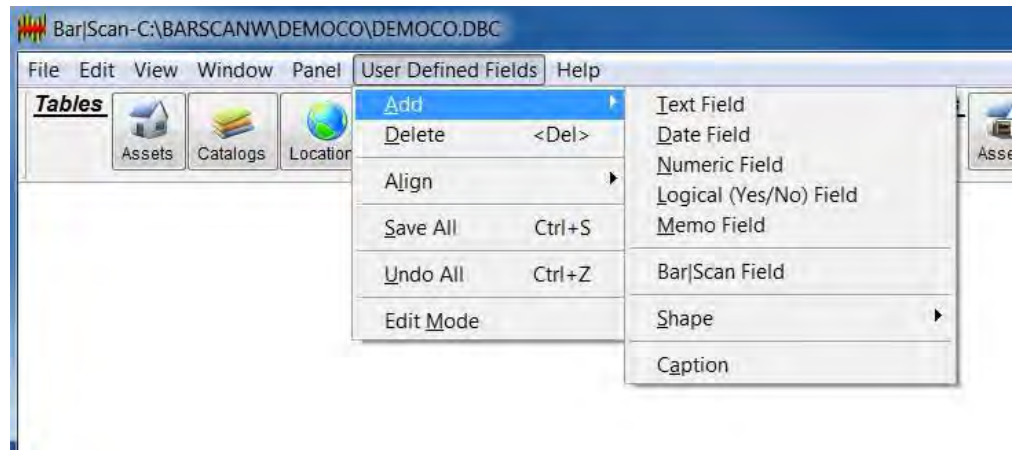 Bar|Scan-C:\BARSCANW\DEMOCO\DEMOCO.DBC
File Edit View Window Panel User Defined Fields Help
Tables
Assets Catalogs Location
Add
Delete <Del>
Align
Save All Ctrl+S
Undo All Ctrl+Z
Edit Mode
Text Field
Date Field
Numeric Field
Logical (Yes/No) Field
Memo Field
Bar|Scan Field
Shape
Caption
Asse